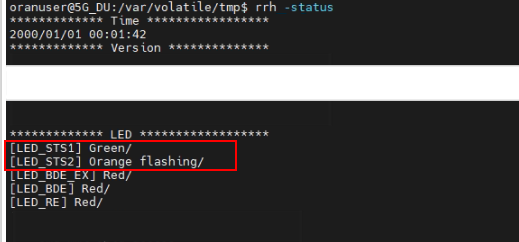 oranuser@5G_DU:/var/volatile/tmp$ rrh -status
************* Time *****************
2000/01/01 00:01:42
************* Version **************
************* LED ******************
[LED_STS1] Green/
[LED_STS2] Orange flashing/
[LED_BDE_EX] Red/
[LED_BDE] Red/
[LED_RE] Red/